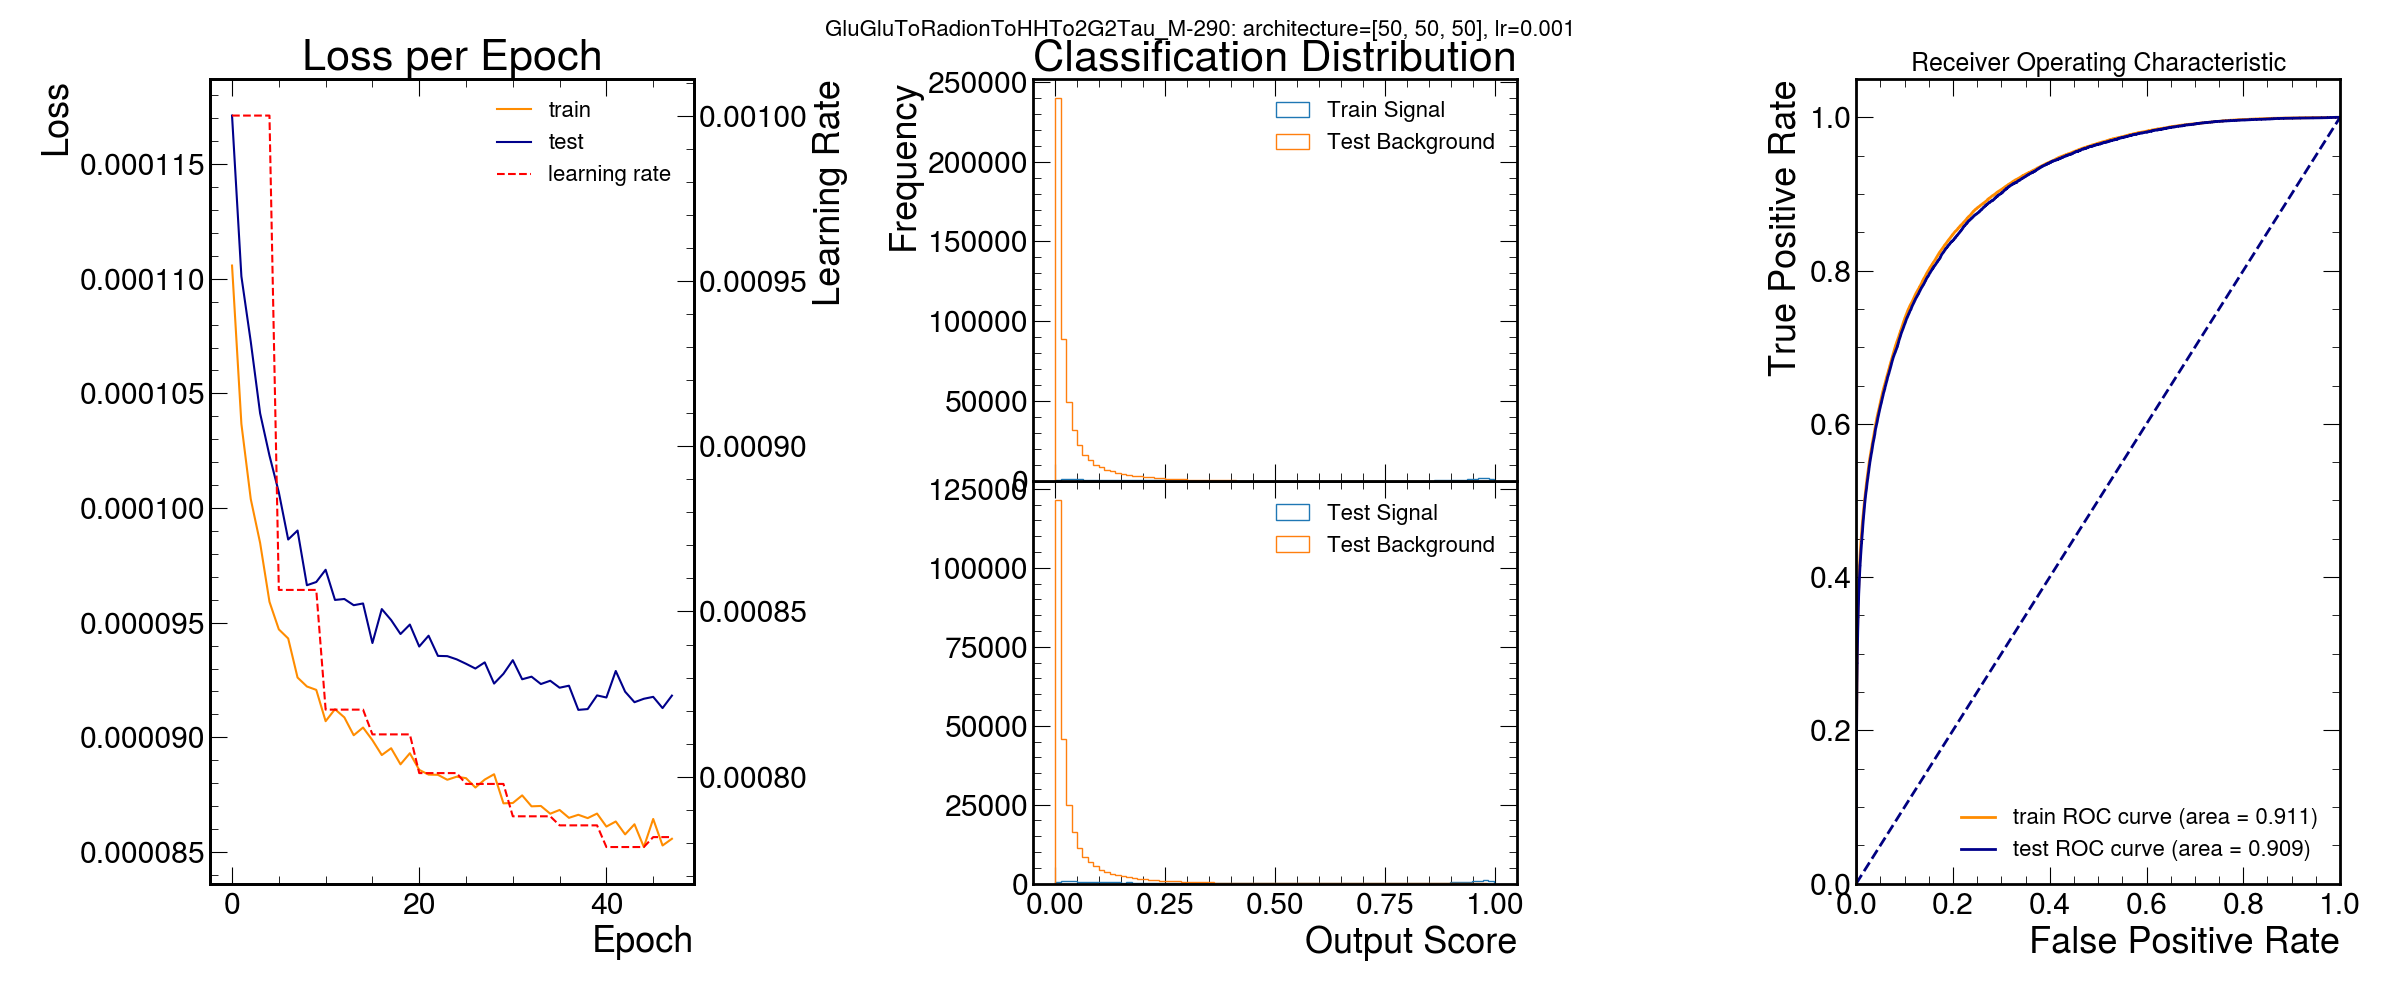 GluGluToRadionToHHTo2G2Tau_M-290: architecture=[50, 50, 50], lr=0.001
Loss per Epoch
Loss
0.000115
0.000110
0.000105
0.000100
0.000095
0.000090
0.000085
train
test
learning rate
0.00100
0.00095
0.00090
0.00085
0.00080
Learning Rate
0
20
40
Epoch
Classification Distribution
Frequency
250000
200000
150000
100000
50000
0
Train Signal
Test Background
125000
100000
75000
50000
25000
0
Test Signal
Test Background
0.00
0.25
0.50
0.75
1.00
Output Score
Receiver Operating Characteristic
True Positive Rate
1.0
0.8
0.6
0.4
0.2
0.0
train ROC curve (area = 0.911)
test ROC curve (area = 0.909)
0.0
0.2
0.4
0.6
0.8
1.0
False Positive Rate